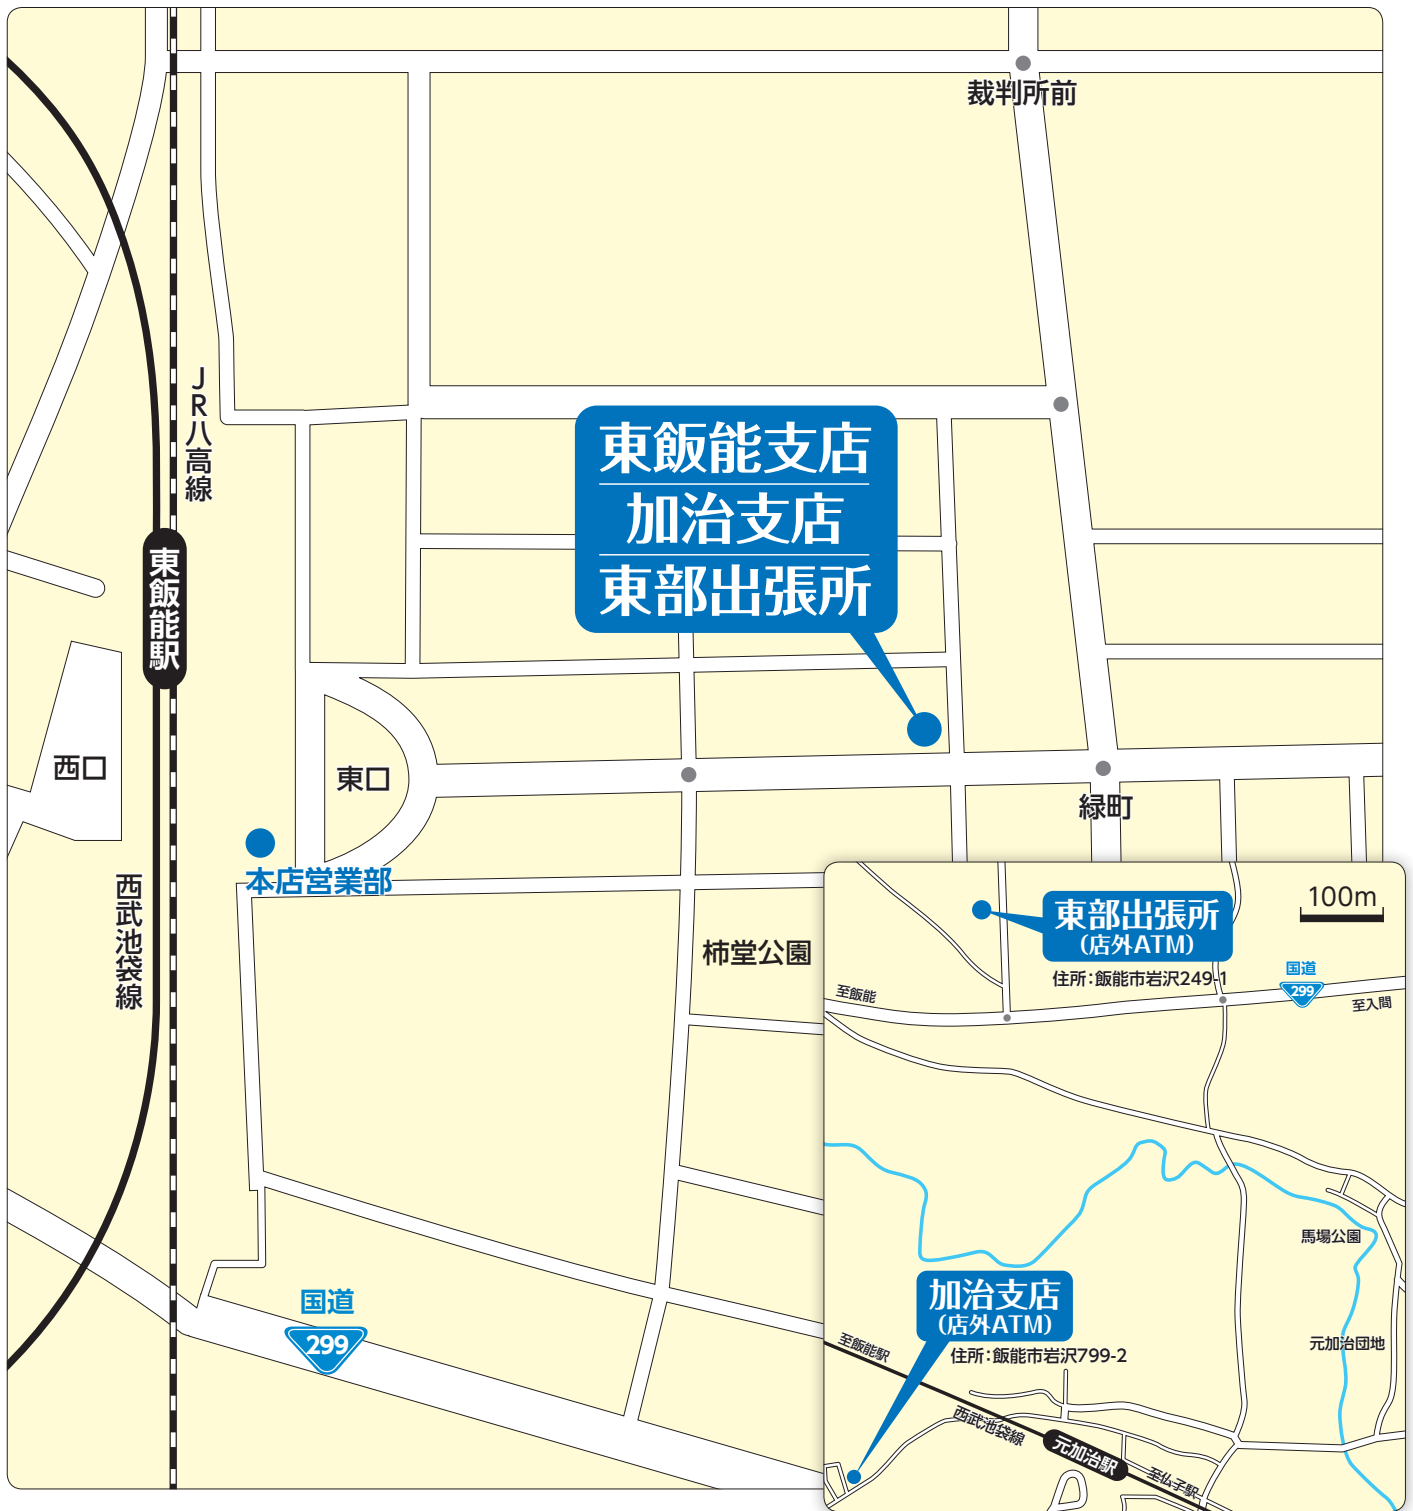 裁判所前
JR八高線
東飯能支店
加治支店
東部出張所
東飯能駅
西口
東口
緑町
本店営業部
西武池袋線
柿堂公園
国道
299
100m
東部出張所
(店外ATM)
住所:飯能市岩沢249-1
国道
299
至飯能
至入間
馬場公園
加治支店
(店外ATM)
住所:飯能市岩沢799-2
至飯能駅
元加治団地
西武池袋線
元加治駅
至仏子駅